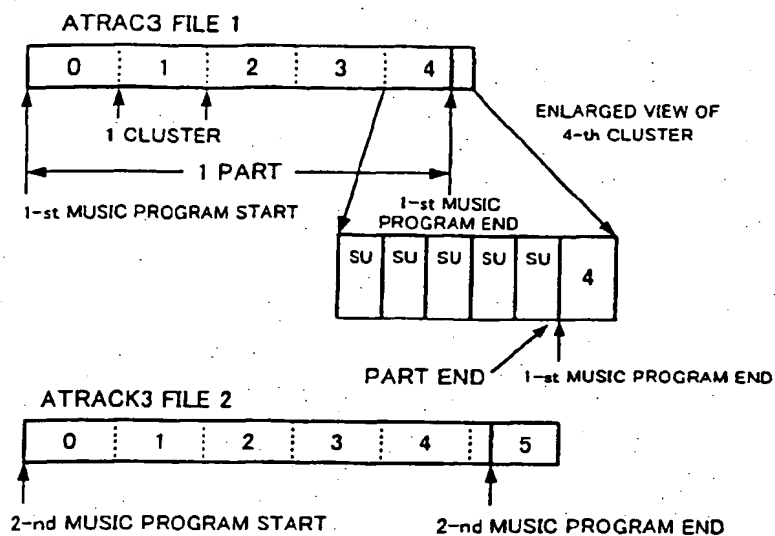 ATRAC3 FILE 1
0 1 2 3 4
1 CLUSTER
ENLARGED VIEW OF
4-th CLUSTER
1 PART
1-st MUSIC PROGRAM START
1-st MUSIC
PROGRAM END
SU SU SU SU SU 4
PART END
1-st MUSIC PROGRAM END
ATRACK3 FILE 2
0 1 2 3 4 5
2-nd MUSIC PROGRAM START
2-nd MUSIC PROGRAM END